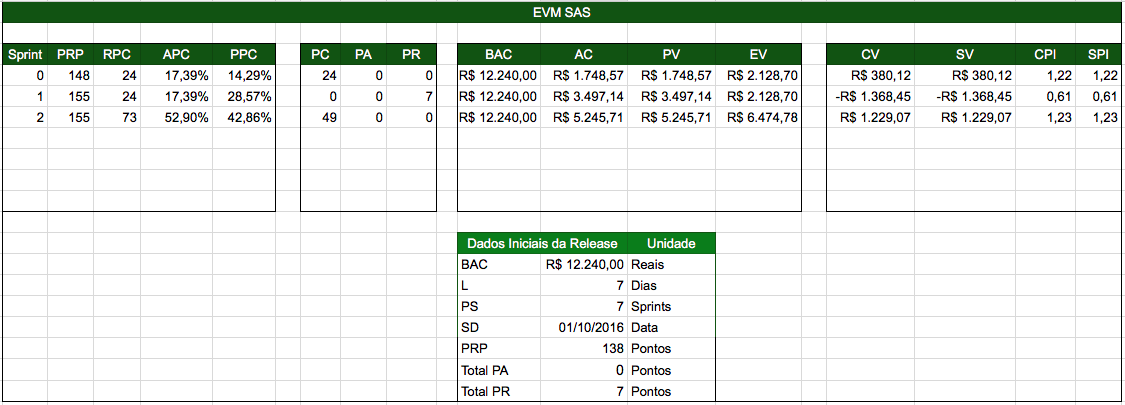 EVM SAS
Sprint PRP RPC APC PPC PC PA PR BAC AC PV EV CV SV CPI SPI
0 148 24 17,39% 14,29% 24 0 0 R$ 12.240,00 R$ 1.748,57 R$ 1.748,57 R$ 2.128,70 R$ 380,12 R$ 380,12 1,22 1,22
1 155 24 17,39% 28,57% 0 0 7 R$ 12.240,00 R$ 3.497,14 R$ 3.497,14 R$ 2.128,70 -R$ 1.368,45 -R$ 1.368,45 0,61 0,61
2 155 73 52,90% 42,86% 49 0 0 R$ 12.240,00 R$ 5.245,71 R$ 5.245,71 R$ 6.474,78 R$ 1.229,07 R$ 1.229,07 1,23 1,23
Dados Iniciais da Release Unidade
BAC R$ 12.240,00 Reais
L 7 Dias
PS 7 Sprints
SD 01/10/2016 Data
PRP 138 Pontos
Total PA 0 Pontos
Total PR 7 Pontos